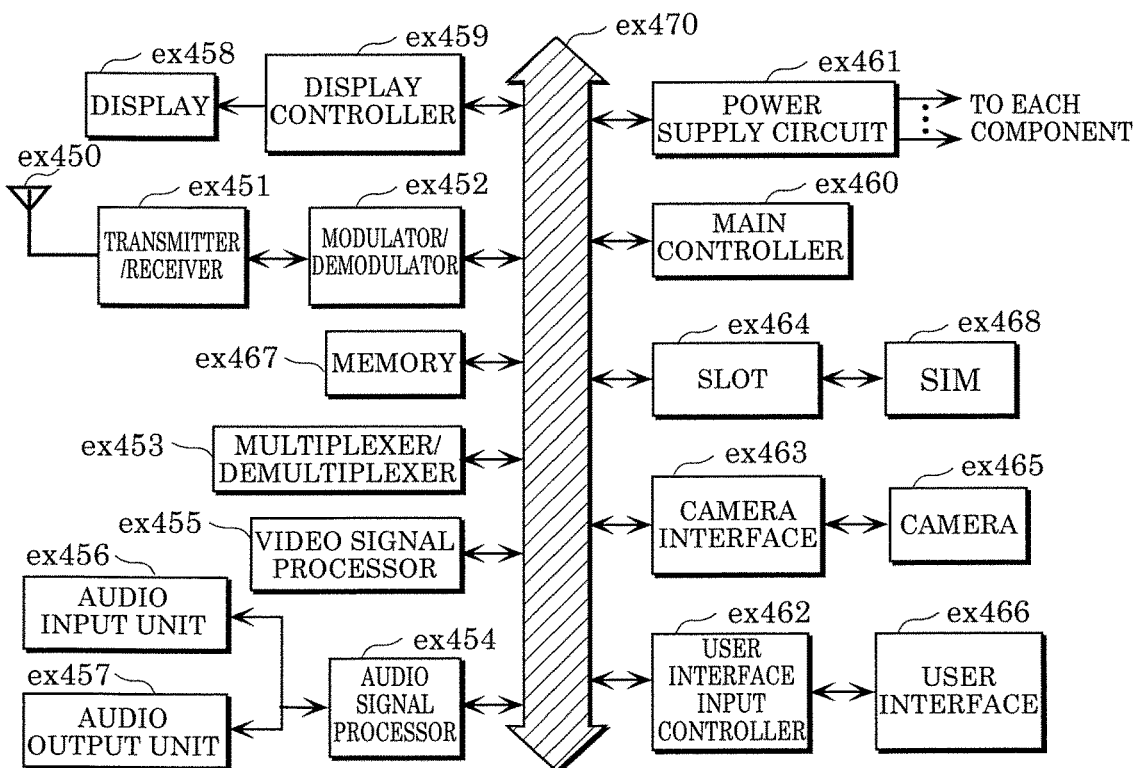 ex458
DISPLAY
ex459
DISPLAY
CONTROLLER
ex470
ex461
POWER
SUPPLY CIRCUIT
TO EACH
COMPONENT
ex450
ex451
TRANSMITTER
/RECEIVER
ex452
MODULATOR/
DEMODULATOR
ex460
MAIN
CONTROLLER
ex467
MEMORY
ex464
SLOT
ex468
SIM
ex453
MULTIPLEXER/
DEMULTIPLEXER
ex463
CAMERA
INTERFACE
ex465
CAMERA
ex455
VIDEO SIGNAL
PROCESSOR
ex456
AUDIO
INPUT UNIT
ex457
AUDIO
OUTPUT UNIT
ex454
AUDIO
SIGNAL
PROCESSOR
ex462
USER
INTERFACE
INPUT
CONTROLLER
ex466
USER
INTERFACE